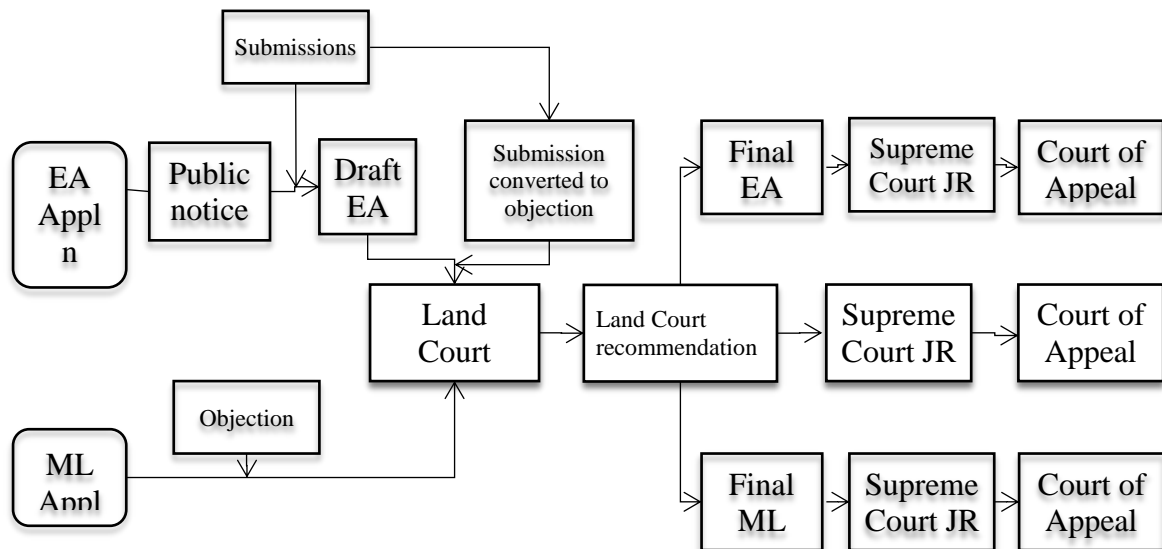 Submissions
EA
Appl
n
Public
notice
Draft
EA
Submission
converted to
objection
Final
EA
Supreme
Court JR
Court of
Appeal
Land
Court
Land Court
recommendation
Supreme
Court JR
Court of
Appeal
Objection
ML
Appl
Final
ML
Supreme
Court JR
Court of
Appeal